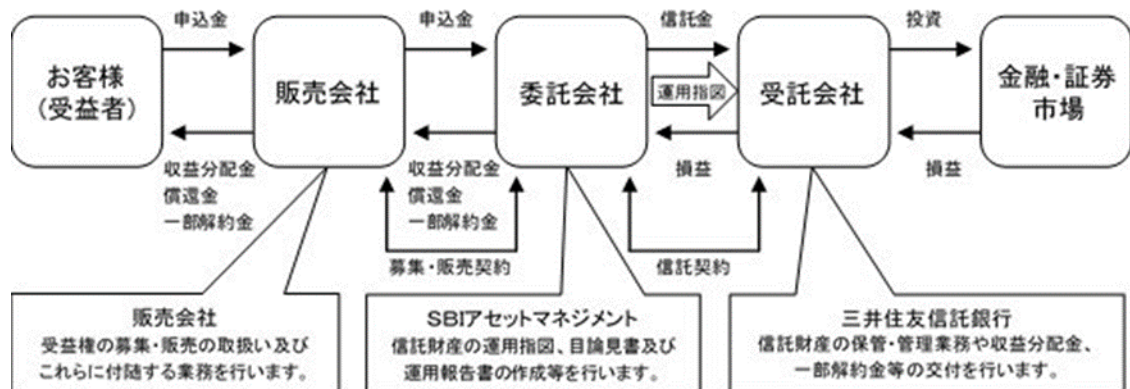 申込金
申込金
信託金
投資
お客様
(受益者)
販売会社
委託会社
運用指図
受託会社
金融・証券
市場
収益分配金
償還金
一部解約金
収益分配金
償還金
一部解約金
損益
損益
募集・販売契約
信託契約
販売会社
受益権の募集・販売の取扱い及び
これらに付随する業務を行います。
SBIアセットマネジメント
信託財産の運用指図、目論見書及び
運用報告書の作成等を行います。
三井住友信託銀行
信託財産の保管・管理業務や収益分配金、
一部解約金等の交付を行います。